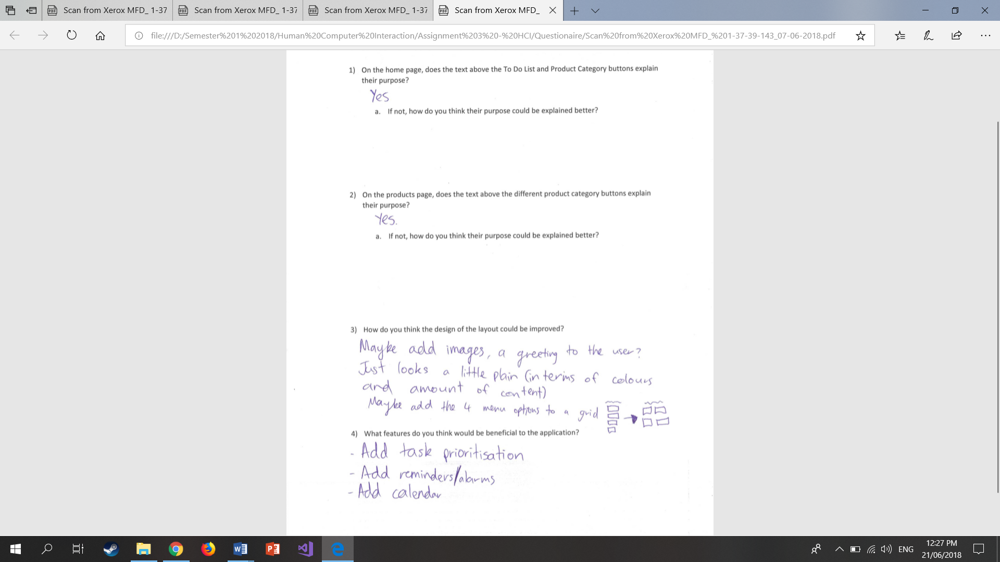 Scan from Xerox MFD_ 1-37
Scan from Xerox MFD_ 1-37
Scan from Xerox MFD_ 1-37
Scan from Xerox MFD_
file:///D:/Semester%201%202018/Human%20Computer%20Interaction/Assignment%203%20-%20HCI/Questionaire/Scan%20from%20Xerox%20MFD_%201-37-39-143_07-06-2018.pdf
1) On the home page, does the text above the To Do List and Product Category buttons explain
their purpose?
Yes
a. If not, how do you think their purpose could be explained better?
2) On the products page, does the text above the different product category buttons explain
their purpose?
Yes.
a. If not, how do you think their purpose could be explained better?
3) How do you think the design of the layout could be improved?
Maybe add images, a greeting to the user?
Just looks a little plain (in terms of colours
and amount of content)
Maybe add the 4 menu options to a grid
4) What features do you think would be beneficial to the application?
- Add task prioritisation
- Add reminders/alarms
- Add calendar
ENG
12:27 PM
21/06/2018